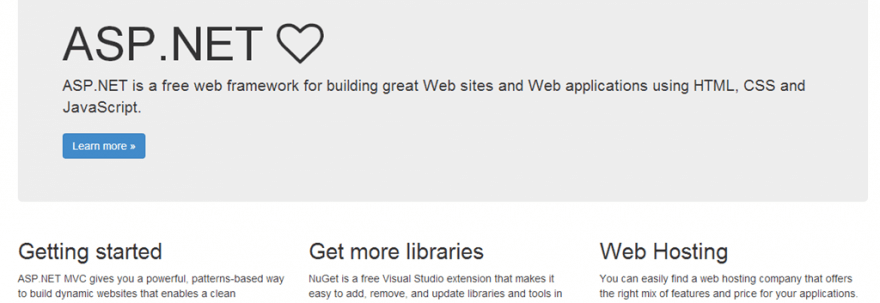 ASP.NET
ASP.NET is a free web framework for building great Web sites and Web applications using HTML, CSS and
JavaScript.
Learn more »
Getting started
ASP.NET MVC gives you a powerful, patterns-based way
to build dynamic websites that enables a clean
Get more libraries
NuGet is a free Visual Studio extension that makes it
easy to add, remove, and update libraries and tools in
Web Hosting
You can easily find a web hosting company that offers
the right mix of features and price for your applications.